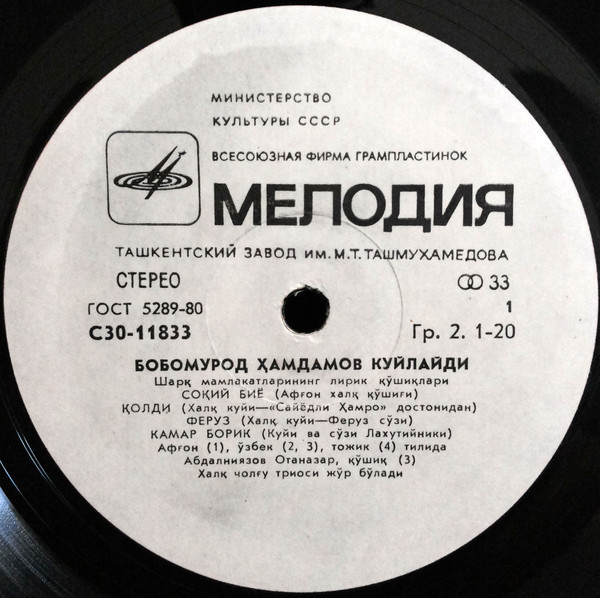 МИНИСТЕРСТВО
КУЛЬТУРЫ СССР
ВСЕСОЮЗНАЯ ФИРМА ГРАМПЛАСТИНОК
МЕЛОДИЯ
ТАШКЕНТСКИЙ ЗАВОД ИМ. М.Т. ТАШМУХАМЕДОВА
СТЕРЕО 33
ГОСТ 5289-80 1
С30-11833 Гр. 2. 1-20
БОБОМУРОД ҲАМДАМОВ КУЙЛАЙДИ
Шарқ мамлакатларининг лирик қўшиқлари
СОҚИЙ БИЁ (Афғон халқ қўшиғи)
ҚОЛДИ (Халқ куйи—«Сайёдли Ҳамро» достонидан)
ФЕРУЗ (Халқ куйи—Феруз сўзи)
КАМАР БОРИК (Куйи ва сўзи Лахутийники)
Афғон (1), ўзбек (2, 3), тожик (4) тилида
Абдалниязов Отаназар, қўшиқ (3)
Халқ чолғу триоси жўр бўлади